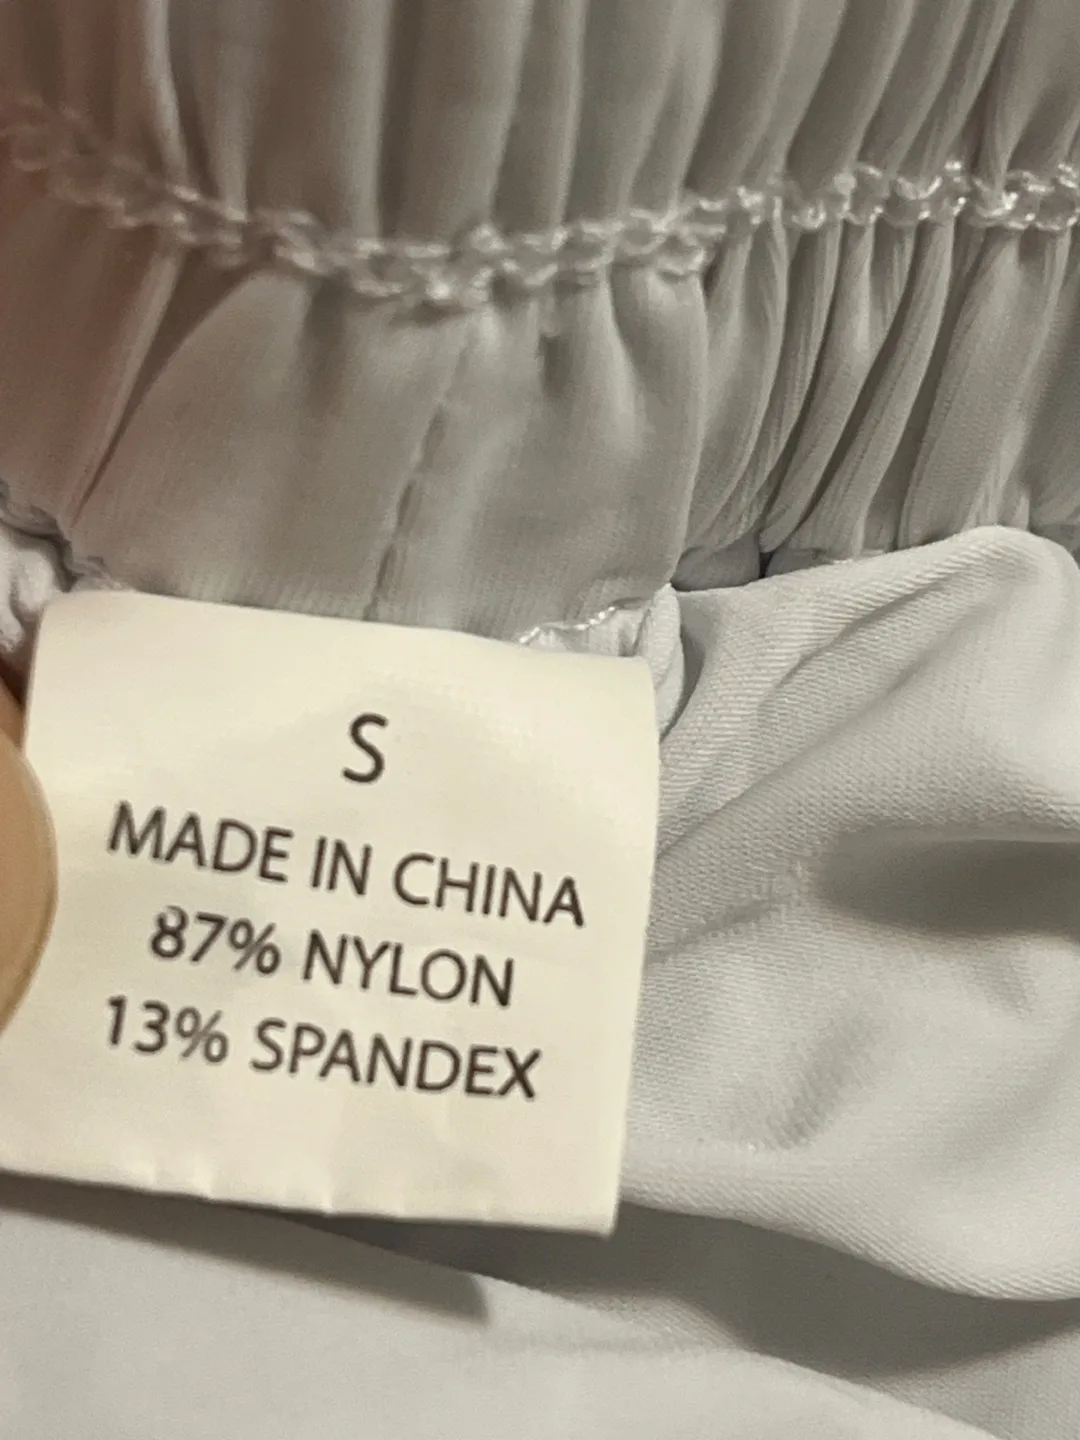 S
MADE IN CHINA
87% NYLON
13% SPANDEX